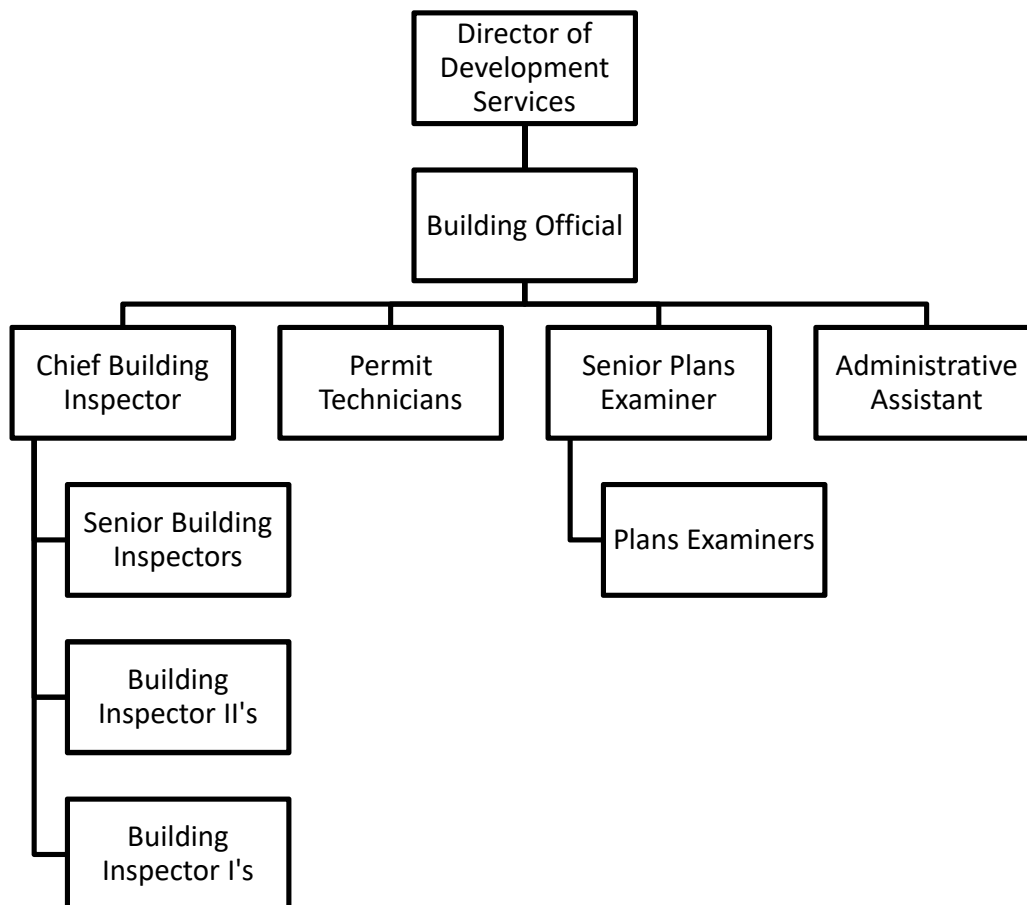 Director of
Development
Services
Building Official
Chief Building
Inspector
Permit
Technicians
Senior Plans
Examiner
Administrative
Assistant
Senior Building
Inspectors
Plans Examiners
Building
Inspector II's
Building
Inspector I's